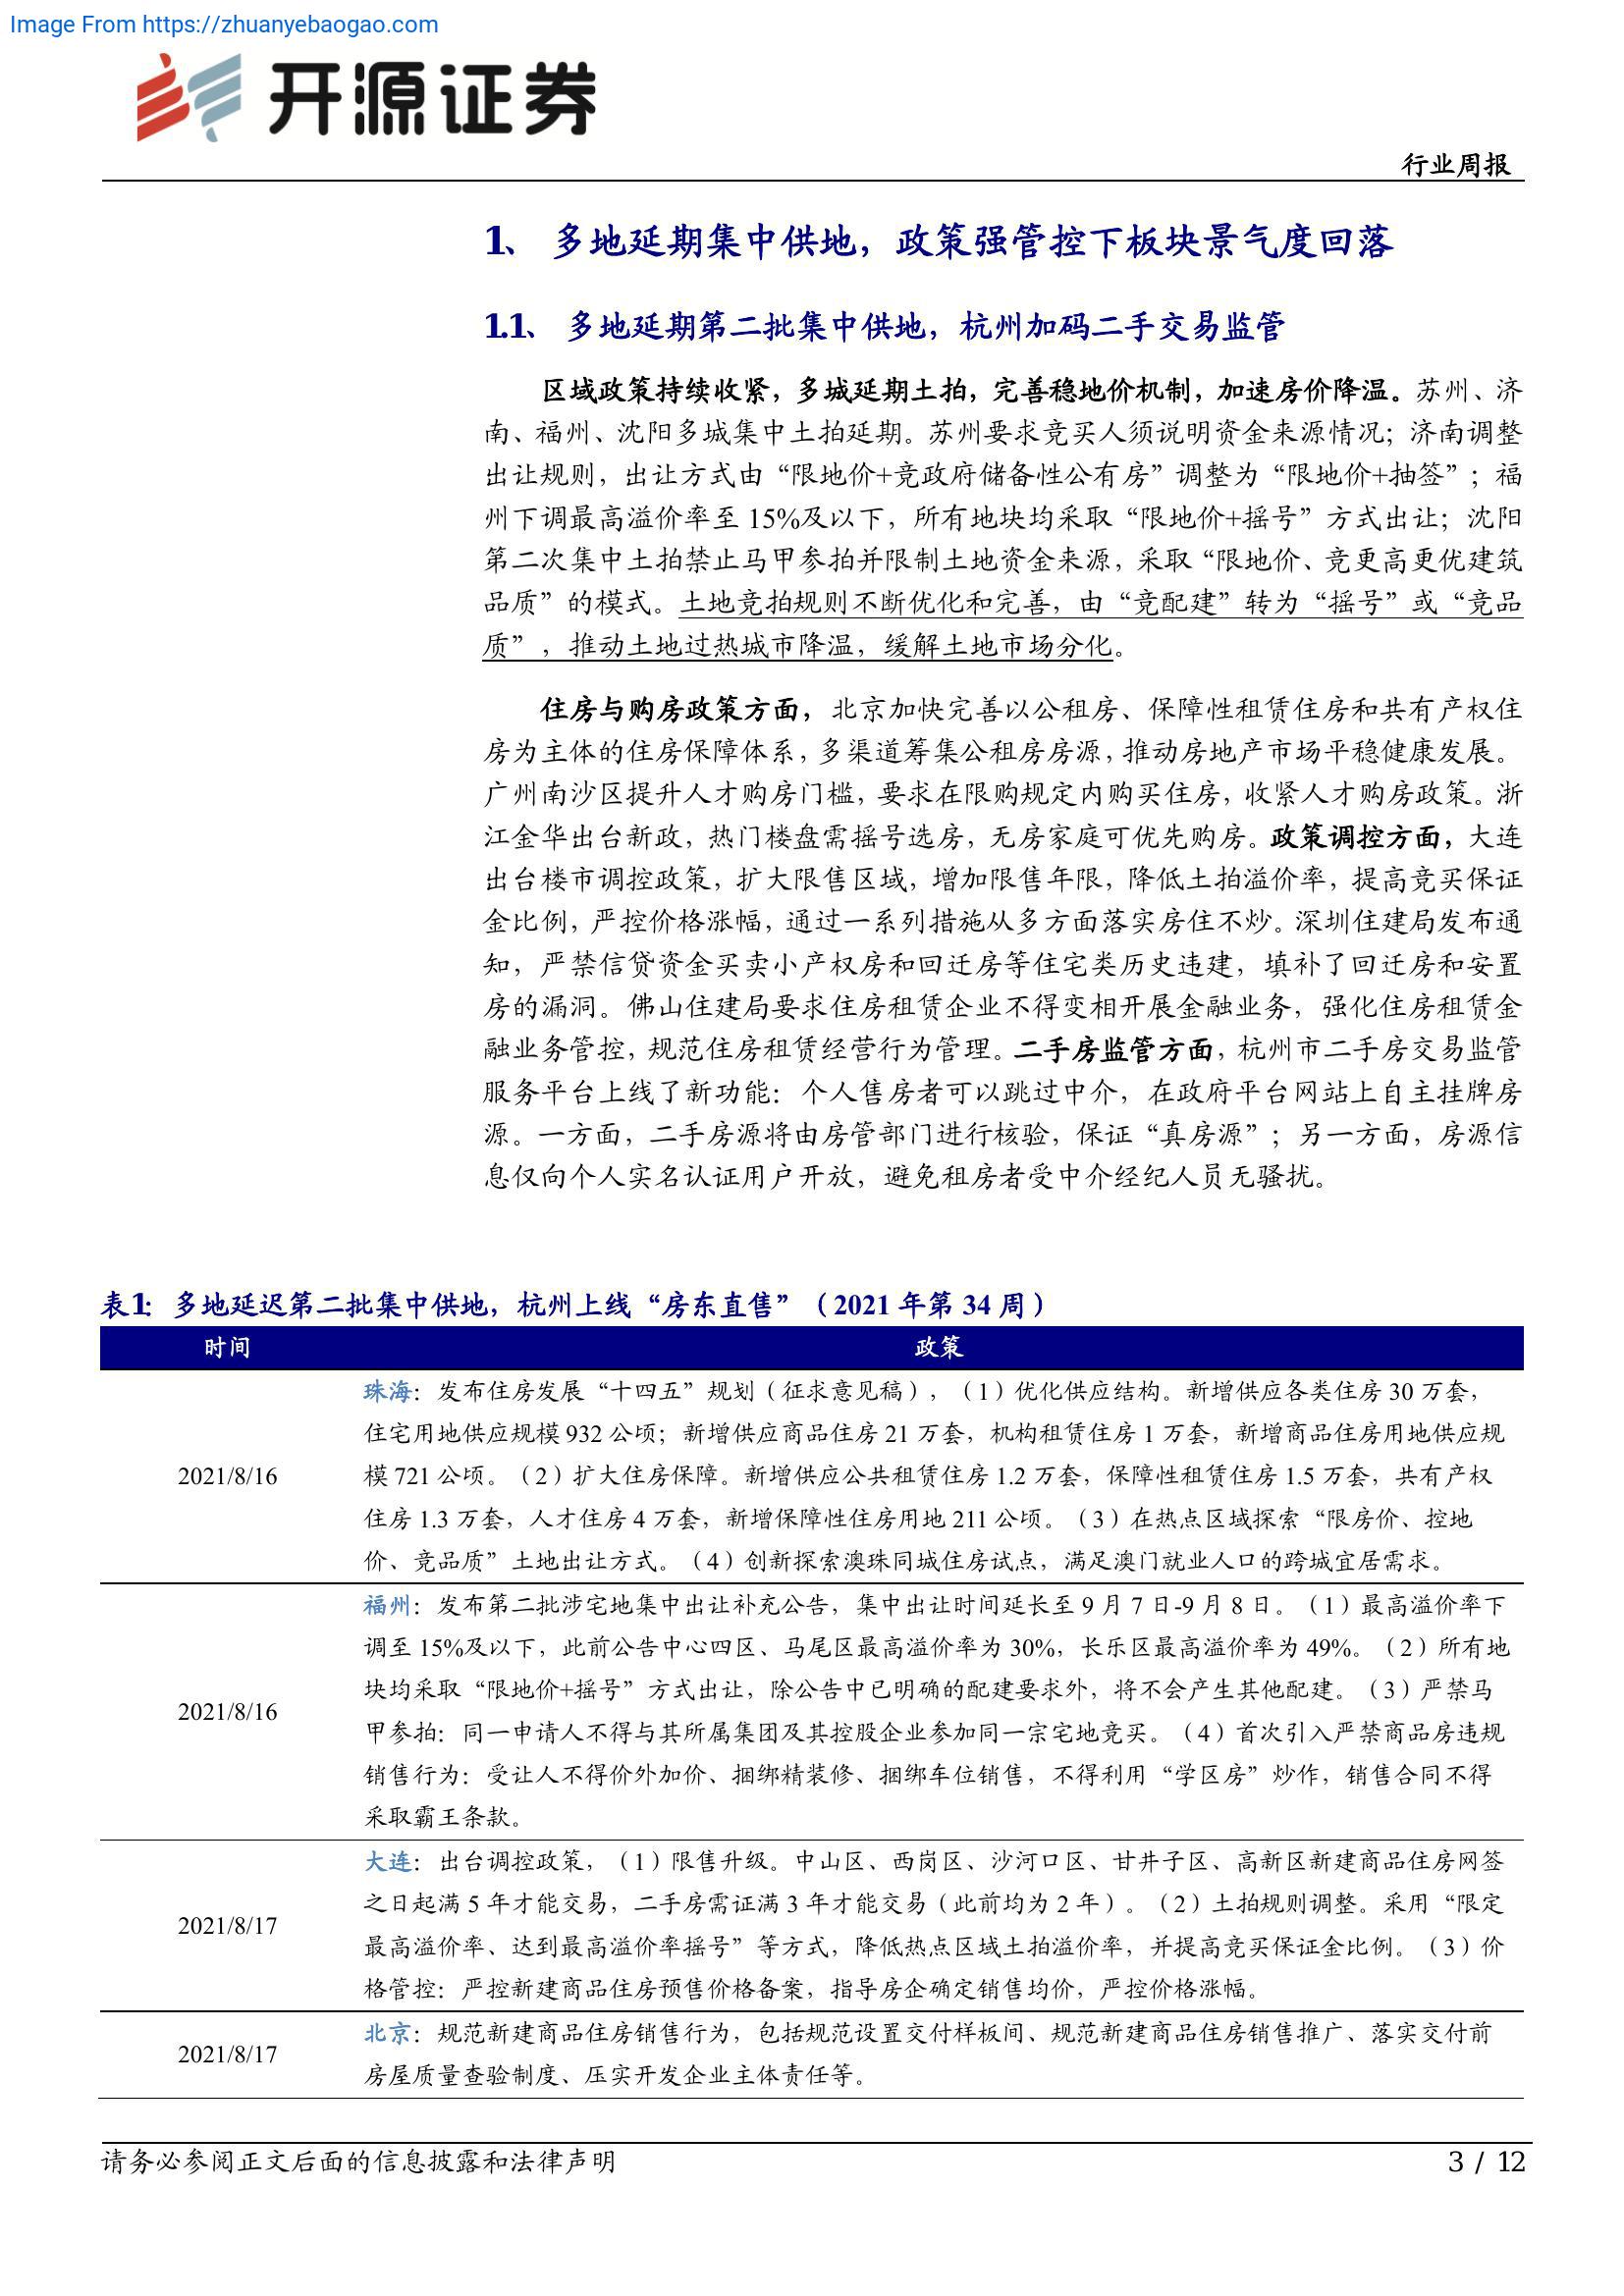 Image From https://zhuanyebaogao.com
开源证券
行业周报
1、 多地延期集中供地，政策强管控下板块景气度回落
1.1、 多地延期第二批集中供地，杭州加码二手交易监管
区域政策持续收紧，多城延期土拍，完善稳地价机制，加速房价降温。苏州、济
南、福州、沈阳多城集中土拍延期。苏州要求竞买人须说明资金来源情况；济南调整
出让规则，出让方式由“限地价+竞政府储备性公有房”调整为“限地价+抽签”；福
州下调最高溢价率至 15%及以下，所有地块均采取“限地价+摇号”方式出让；沈阳
第二次集中土拍禁止马甲参拍并限制土地资金来源，采取“限地价、竞更高更优建筑
品质”的模式。土地竞拍规则不断优化和完善，由“竞配建”转为“摇号”或“竞品
质”，推动土地过热城市降温，缓解土地市场分化。
住房与购房政策方面，北京加快完善以公租房、保障性租赁住房和共有产权住
房为主体的住房保障体系，多渠道筹集公租房房源，推动房地产市场平稳健康发展。
广州南沙区提升人才购房门槛，要求在限购规定内购买住房，收紧人才购房政策。浙
江金华出台新政，热门楼盘需摇号选房，无房家庭可优先购房。政策调控方面，大连
出台楼市调控政策，扩大限售区域，增加限售年限，降低土拍溢价率，提高竞买保证
金比例，严控价格涨幅，通过一系列措施从多方面落实房住不炒。深圳住建局发布通
知，严禁信贷资金买卖小产权房和回迁房等住宅类历史违建，填补了回迁房和安置
房的漏洞。佛山住建局要求住房租赁企业不得变相开展金融业务，强化住房租赁金
融业务管控，规范住房租赁经营行为管理。二手房监管方面，杭州市二手房交易监管
服务平台上线了新功能：个人售房者可以跳过中介，在政府平台网站上自主挂牌房
源。一方面，二手房源将由房管部门进行核验，保证“真房源”；另一方面，房源信
息仅向个人实名认证用户开放，避免租房者受中介经纪人员无骚扰。
表1：多地延迟第二批集中供地，杭州上线“房东直售”（2021 年第 34 周）
时间 政策
珠海：发布住房发展“十四五”规划（征求意见稿），（1）优化供应结构。新增供应各类住房 30 万套，
住宅用地供应规模 932 公顷；新增供应商品住房 21 万套，机构租赁住房 1 万套，新增商品住房用地供应规
2021/8/16 模 721 公顷。（2）扩大住房保障。新增供应公共租赁住房 1.2 万套，保障性租赁住房 1.5 万套，共有产权
住房 1.3 万套，人才住房 4 万套，新增保障性住房用地 211 公顷。（3）在热点区域探索“限房价、控地
价、竞品质”土地出让方式。（4）创新探索澳珠同城住房试点，满足澳门就业人口的跨城宜居需求。
福州：发布第二批涉宅地集中出让补充公告，集中出让时间延长至 9 月 7 日-9 月 8 日。（1）最高溢价率下
调至 15%及以下，此前公告中心四区、马尾区最高溢价率为 30%，长乐区最高溢价率为 49%。（2）所有地
块均采取“限地价+摇号”方式出让，除公告中已明确的配建要求外，将不会产生其他配建。（3）严禁马
2021/8/16
甲参拍：同一申请人不得与其所属集团及其控股企业参加同一宗宅地竞买。（4）首次引入严禁商品房违规
销售行为：受让人不得价外加价、捆绑精装修、捆绑车位销售，不得利用“学区房”炒作，销售合同不得
采取霸王条款。
大连：出台调控政策，（1）限售升级。中山区、西岗区、沙河口区、甘井子区、高新区新建商品住房网签
之日起满 5 年才能交易，二手房需证满 3 年才能交易（此前均为 2 年）。（2）土拍规则调整。采用“限定
2021/8/17
最高溢价率、达到最高溢价率摇号”等方式，降低热点区域土拍溢价率，并提高竞买保证金比例。（3）价
格管控：严控新建商品住房预售价格备案，指导房企确定销售均价，严控价格涨幅。
北京：规范新建商品住房销售行为，包括规范设置交付样板间、规范新建商品住房销售推广、落实交付前
2021/8/17
房屋质量查验制度、压实开发企业主体责任等。
请务必参阅正文后面的信息披露和法律声明
3 / 12